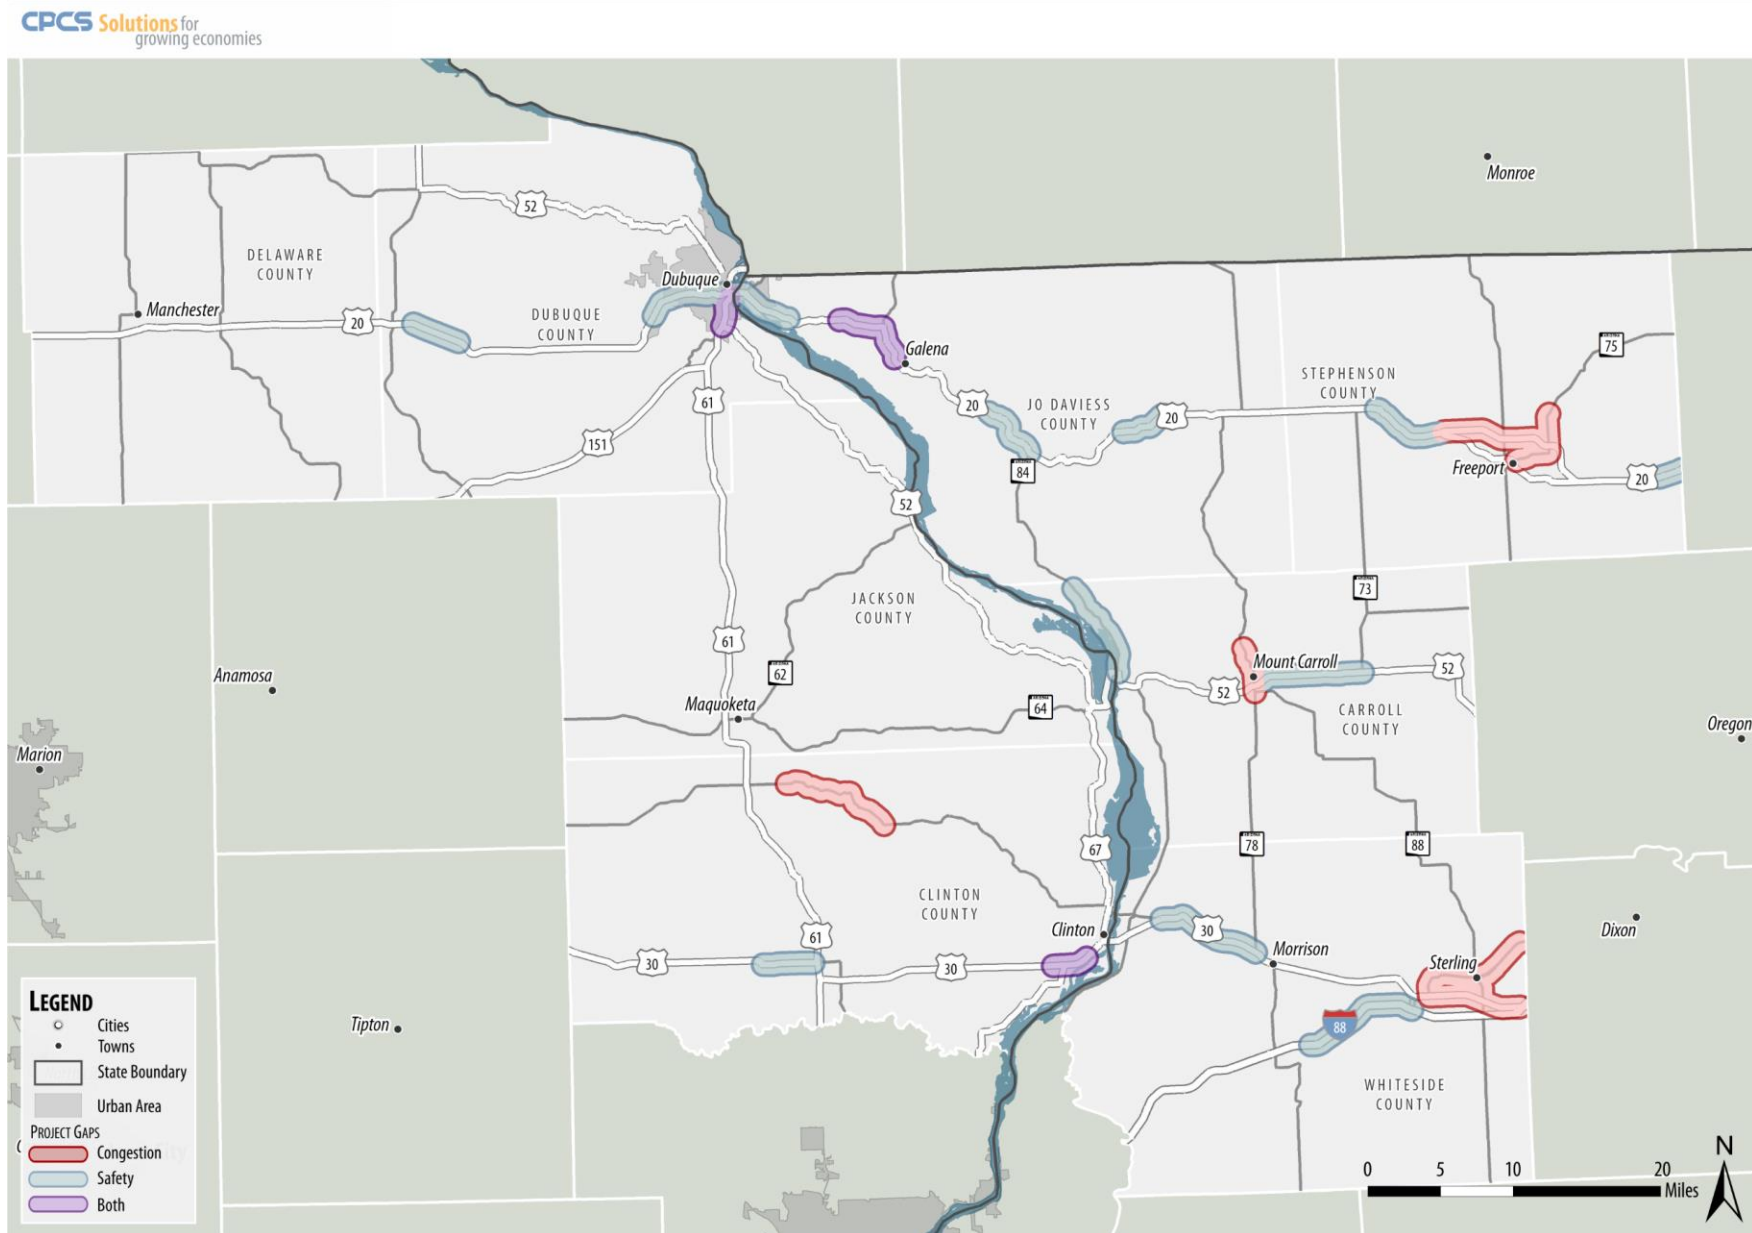 CPCS Solutions for
growing economies
Monroe
52
DELAWARE
COUNTY
Dubuque
Manchester
20
DUBUQUE
COUNTY
Galena
75
STEPHENSON
COUNTY
61
20
JO DAVIESS
COUNTY
20
151
84
Freeport
20
52
73
JACKSON
COUNTY
61
62
Anamosa
Mount Carroll
52
52
Maquoketa
64
CARROLL
COUNTY
Oregon
Marion
67
78
88
CLINTON
COUNTY
Clinton
61
30
30
30
Morrison
Dixon
Sterling
Tipton
88
WHITESIDE
COUNTY
LEGEND
Cities
Towns
State Boundary
Urban Area
PROJECT GAPS
Congestion
Safety
Both
0 5 10 20
Miles
N